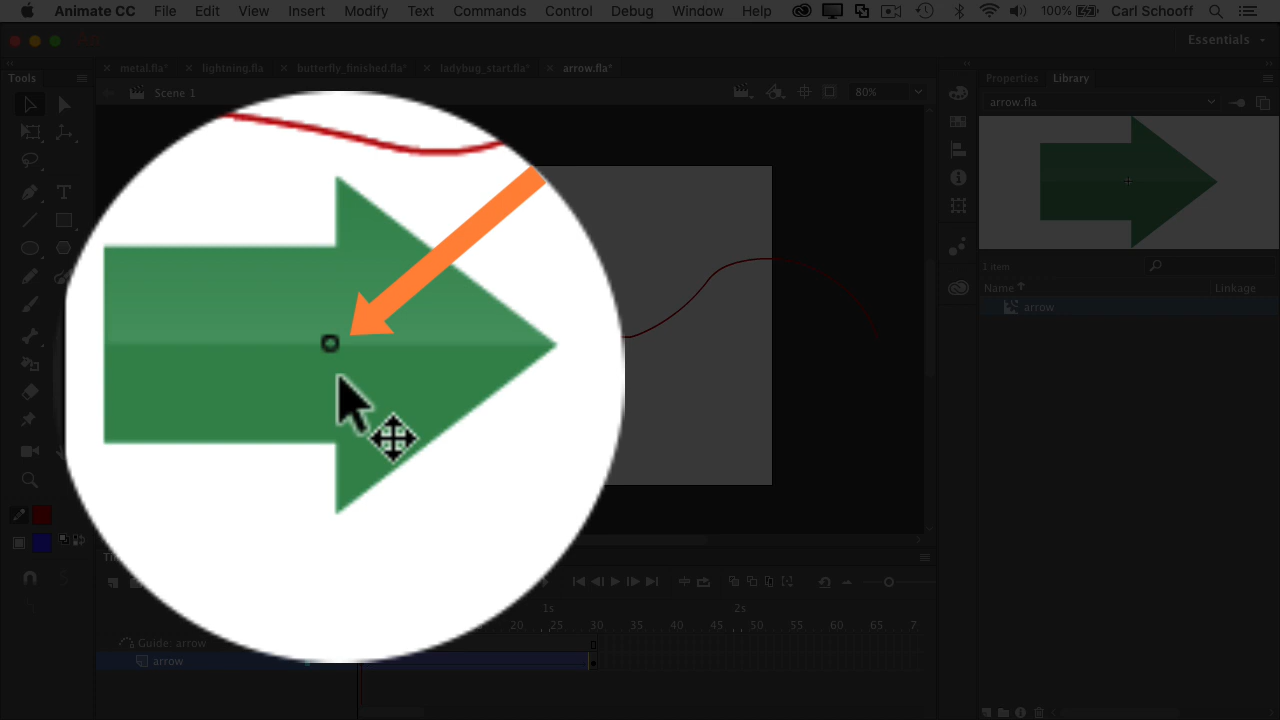 Animate CC File Edit View Insert Modify Text Commands Control Debug Window Help 100% Carl Schooff
Essentials
metal.fla* lightning.fla butterfly_finished.fla* ladybug_start.fla* arrow.fla*
Tools
Properties Library
Scene 1
80%
arrow.fla
1 item
Name Linkage
arrow
1s 2s
20 25 30 35 40 45 50 55 60 65 7
Guide: arrow
arrow